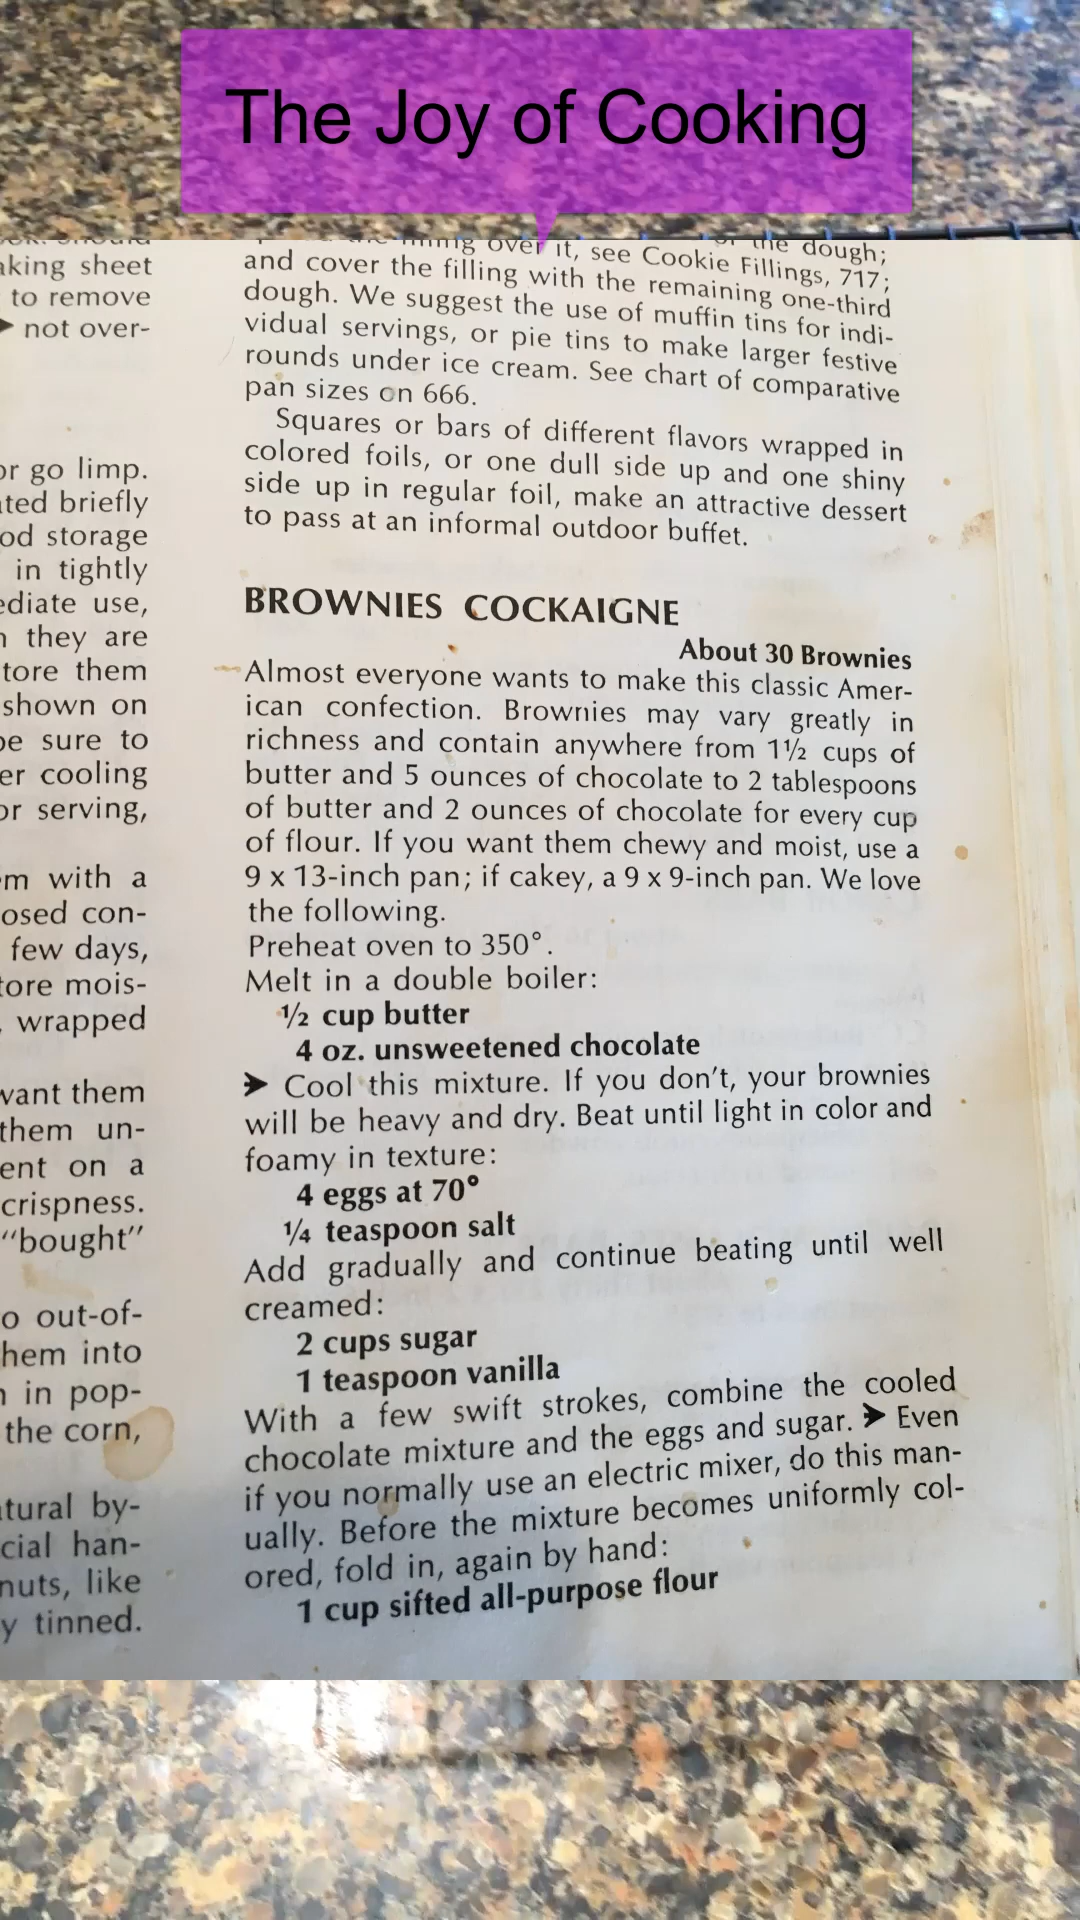 The Joy of Cooking
aking sheet
to remove
➤ not over-
or go limp.
ated briefly
od storage
in tightly
ediate use,
they are
tore them
shown on
be sure to
er cooling
or serving,
m with a
osed con-
few days,
tore mois-
wrapped
want them
them un-
ent on a
crispness.
"bought"
o out-of-
hem into
in pop-
the corn,
atural by-
cial han-
nuts, like
y tinned.
over it, see Cookie Fillings, 717;
the dough;
and cover the filling with the remaining one-third
dough. We suggest the use of muffin tins for indi-
vidual servings, or pie tins to make larger festive
rounds under ice cream. See chart of comparative
pan sizes on 666.
Squares or bars of different flavors wrapped in
colored foils, or one dull side up and one shiny
side up in regular foil, make an attractive dessert
to pass at an informal outdoor buffet.
BROWNIES COCKAIGNE
About 30 Brownies
Almost everyone wants to make this classic Amer-
ican confection. Brownies may vary greatly in
richness and contain anywhere from 1½ cups of
butter and 5 ounces of chocolate to 2 tablespoons
of butter and 2 ounces of chocolate for every cup
of flour. If you want them chewy and moist, use a
9 x 13-inch pan; if cakey, a 9 x 9-inch pan. We love
the following.
Preheat oven to 350°.
Melt in a double boiler:
½ cup butter
4 oz. unsweetened chocolate
➤ Cool this mixture. If you don't, your brownies
will be heavy and dry. Beat until light in color and
foamy in texture:
4 eggs at 70°
¼ teaspoon salt
Add gradually and continue beating until well
creamed:
2 cups sugar
1 teaspoon vanilla
With a few swift strokes, combine the cooled
chocolate mixture and the eggs and sugar. ➤ Even
if you normally use an electric mixer, do this man-
ually. Before the mixture becomes uniformly col-
ored, fold in, again by hand:
1 cup sifted all-purpose flour